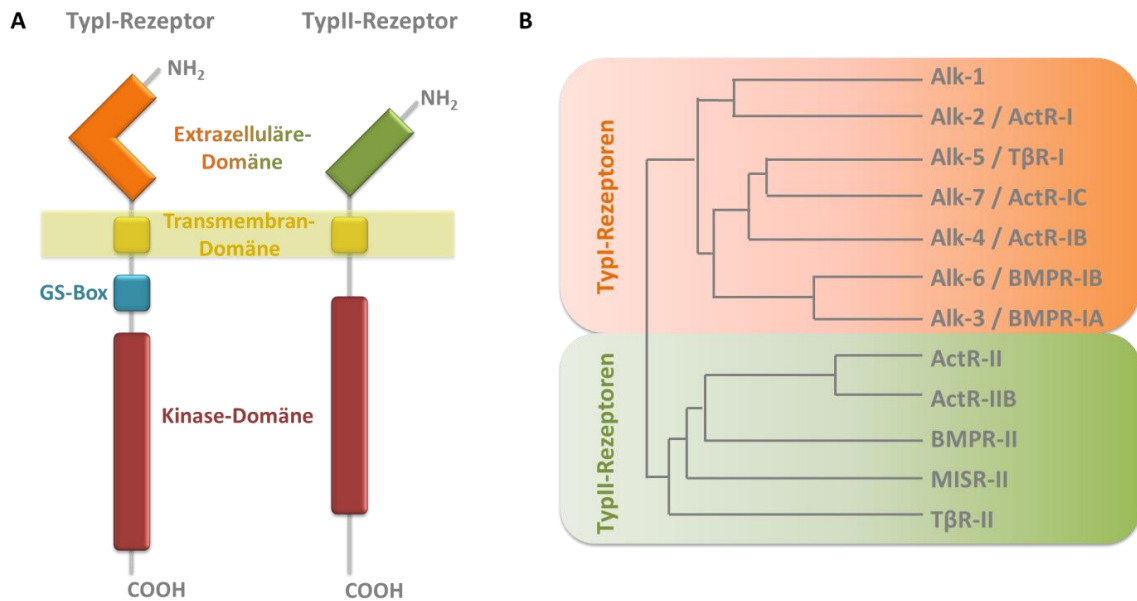 A
TypI-Rezeptor
TypII-Rezeptor
NH2
NH2
Extrazelluläre-
Domäne
Transmembran-
Domäne
GS-Box
Kinase-Domäne
COOH
COOH
B
TypI-Rezeptoren
Alk-1
Alk-2 / ActR-I
Alk-5 / TβR-I
Alk-7 / ActR-IC
Alk-4 / ActR-IB
Alk-6 / BMPR-IB
Alk-3 / BMPR-IA
TypII-Rezeptoren
ActR-II
ActR-IIB
BMPR-II
MISR-II
TβR-II